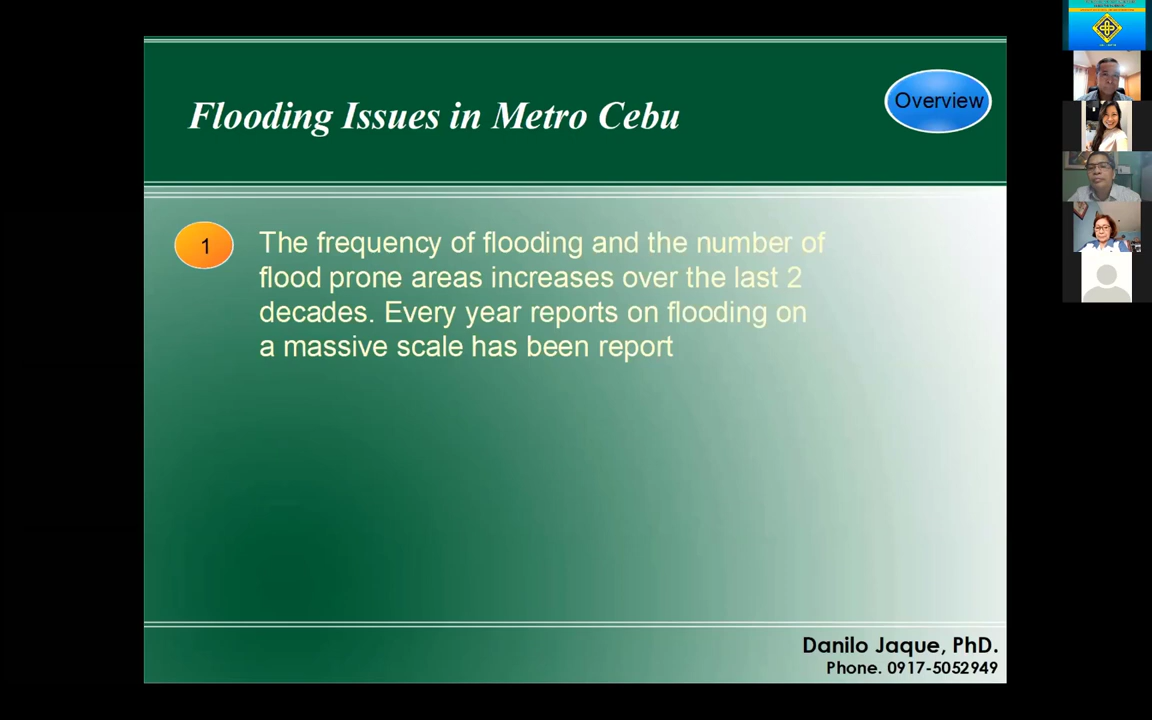 Flooding Issues in Metro Cebu
Overview
1
The frequency of flooding and the number of
flood prone areas increases over the last 2
decades. Every year reports on flooding on
a massive scale has been report
Danilo Jaque, PhD.
Phone. 0917-5052949